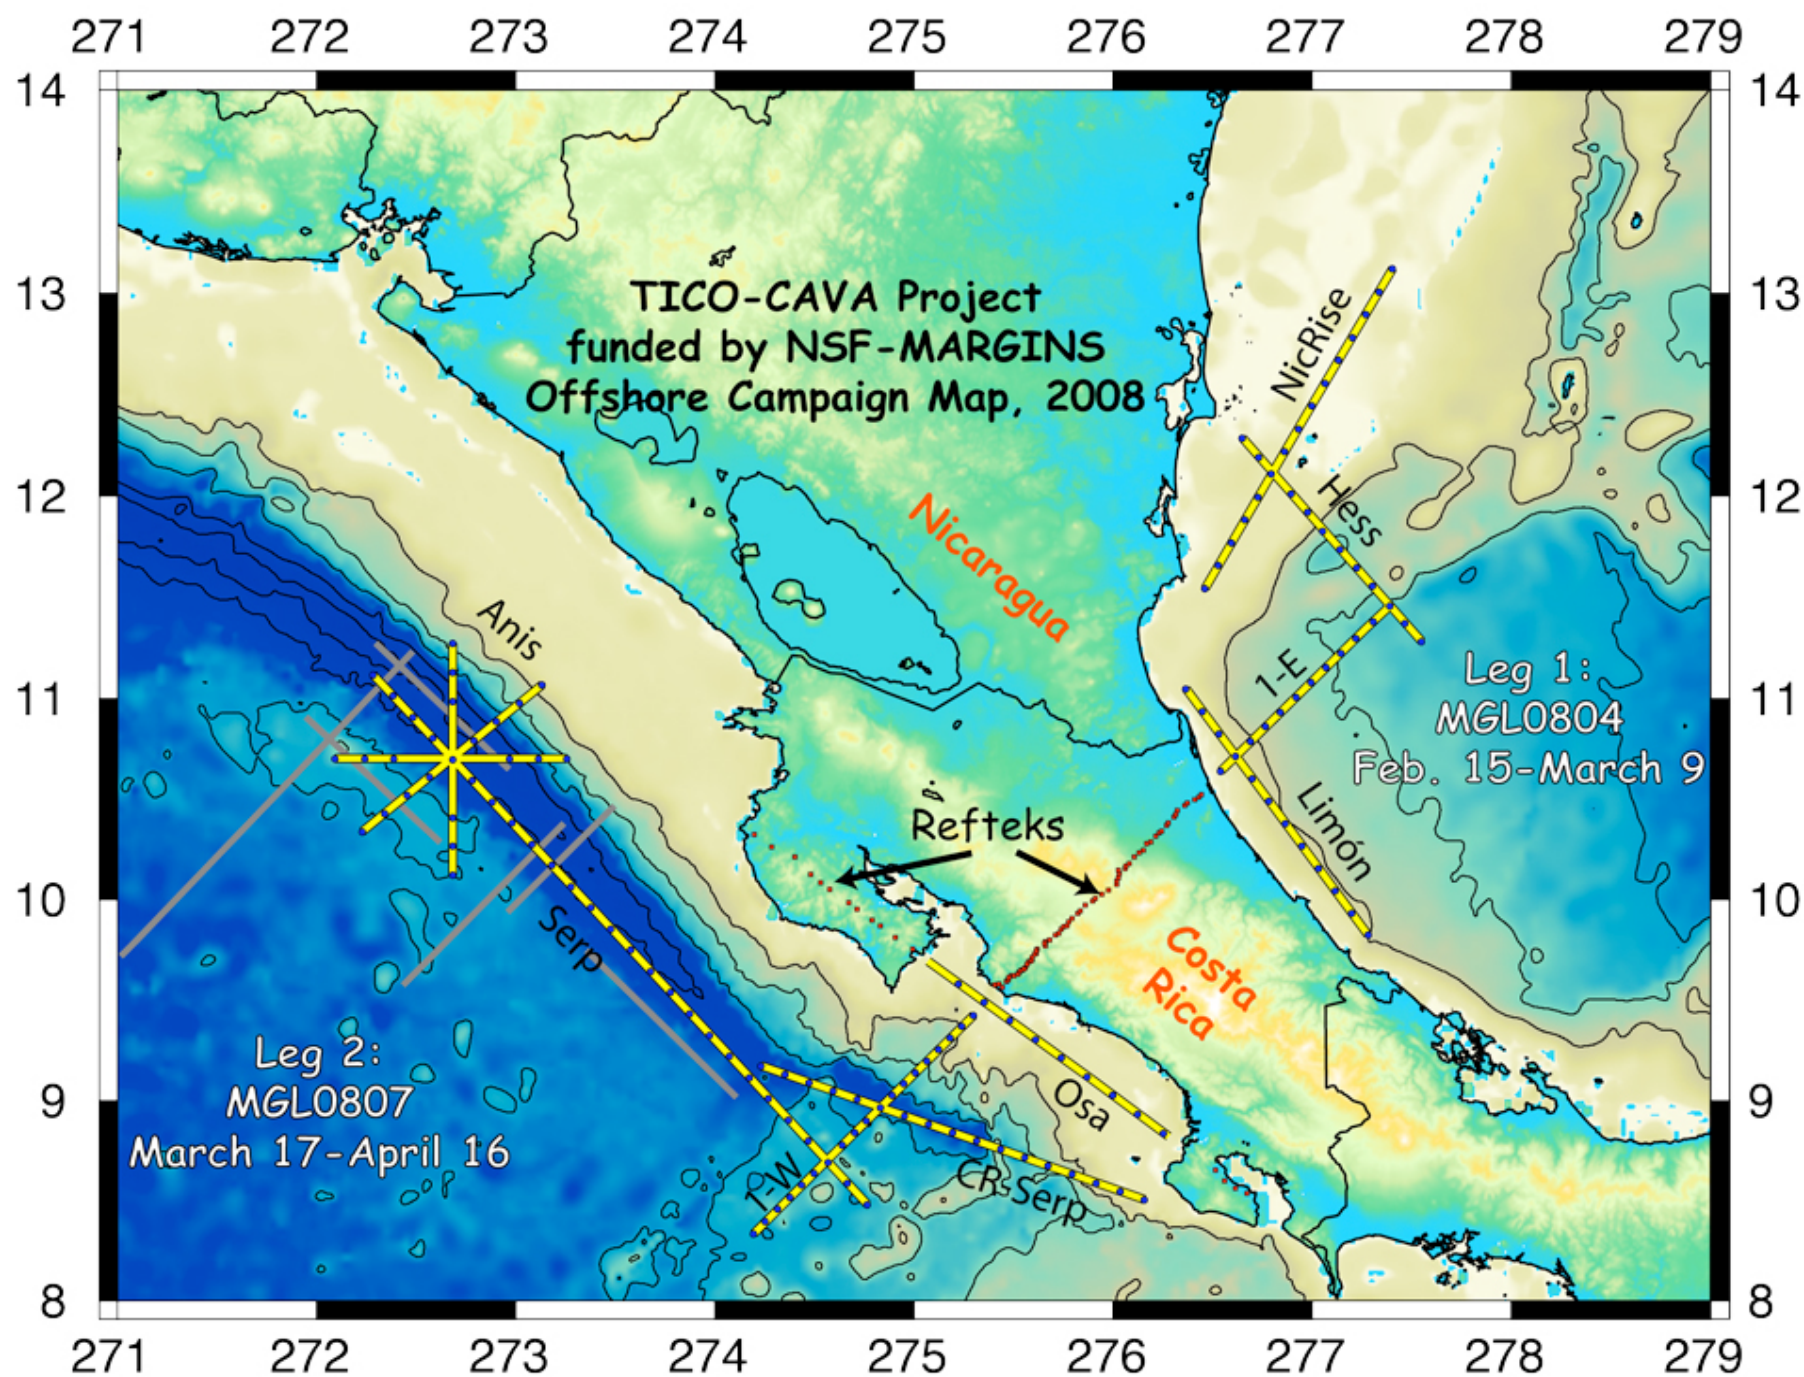 271 272 273 274 275 276 277 278 279
14 14
13 13
TICO-CAVA Project
funded by NSF-MARGINS
Offshore Campaign Map, 2008
NicRise
12 12
Hess
Nicaragua
Anis
11 11
1-E
Leg 1:
MGL0804
Feb. 15-March 9
Refteks
Limón
10 10
Serp
Costa
Rica
Leg 2:
MGL0807
March 17-April 16
9 9
Osa
1-W
CR-Serp
8 8
271 272 273 274 275 276 277 278 279